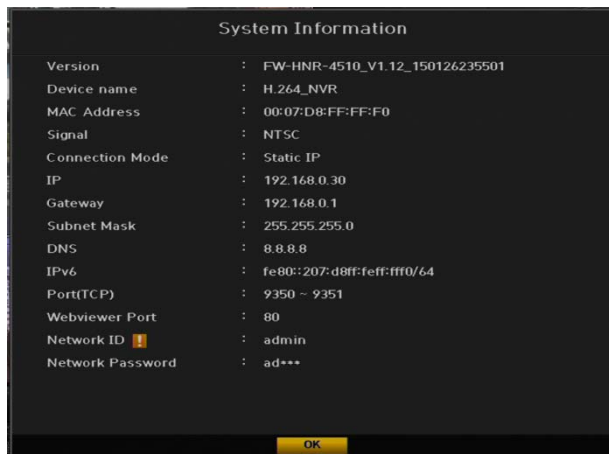 System Information
Version : FW-HNR-4510_V1.12_150126235501
Device name : H.264_NVR
MAC Address : 00:07:D8:FF:FF:F0
Signal : NTSC
Connection Mode : Static IP
IP : 192.168.0.30
Gateway : 192.168.0.1
Subnet Mask : 255.255.255.0
DNS : 8.8.8.8
IPv6 : fe80::207:d8ff:feff:fff0/64
Port(TCP) : 9350 ~ 9351
Webviewer Port : 80
Network ID ! : admin
Network Password : ad***
OK